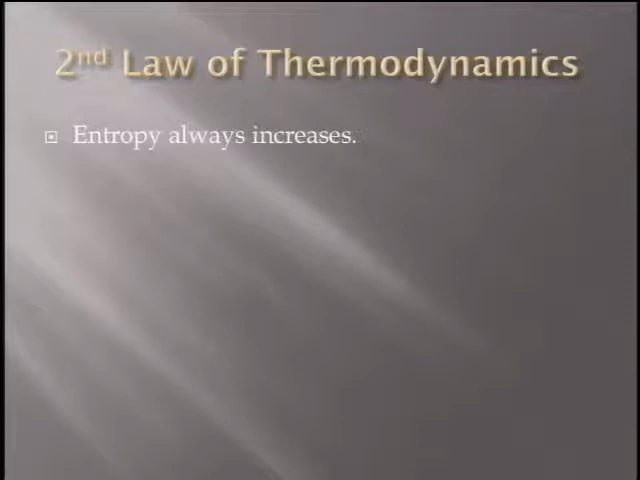 2nd Law of Thermodynamics
Entropy always increases.